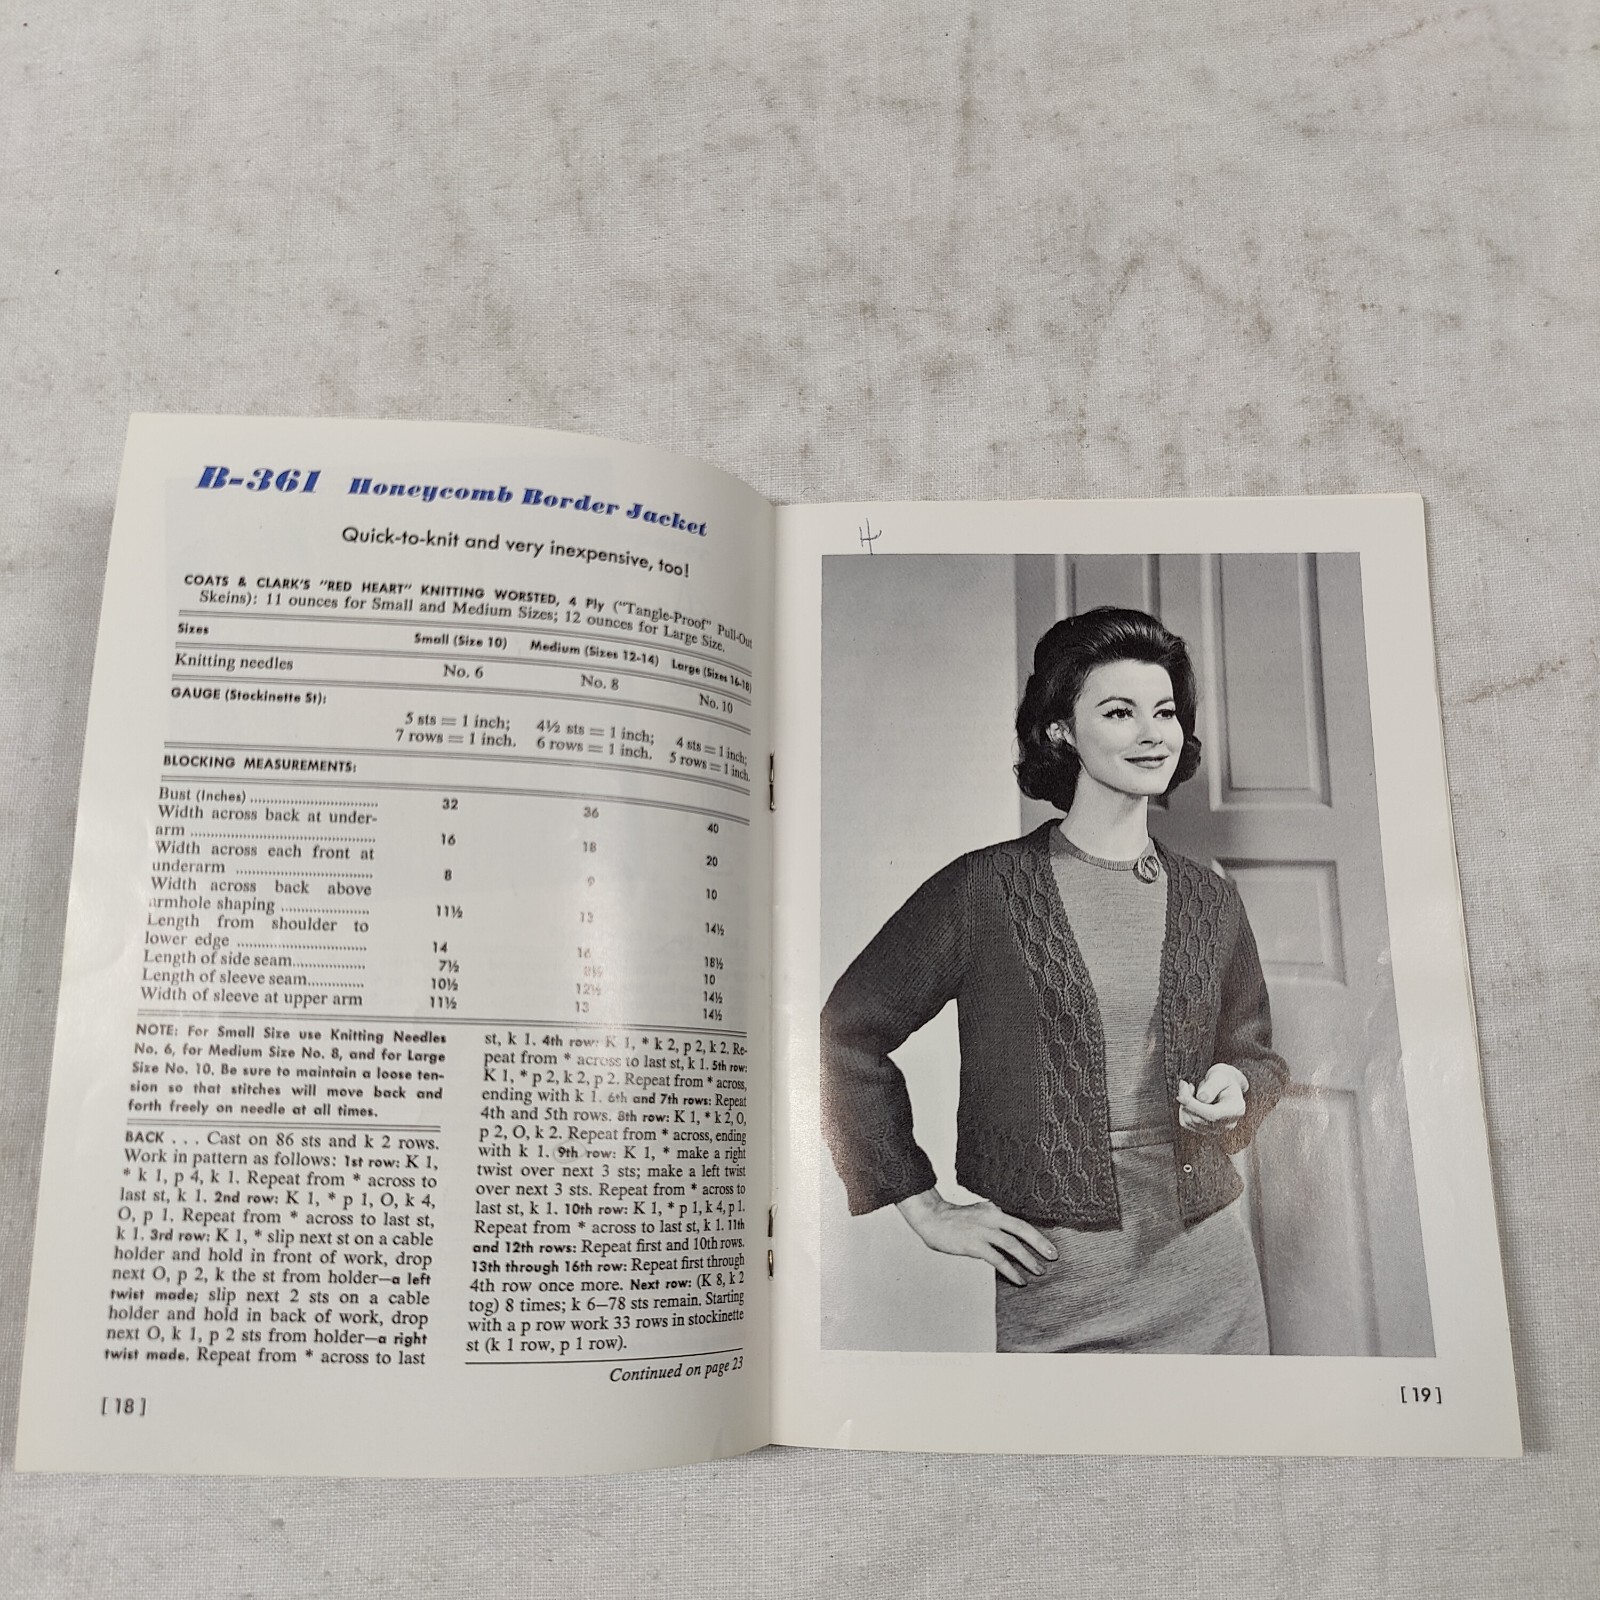 B-361 Honeycomb Border Jacket
Quick-to-knit and very inexpensive, too!
COATS & CLARK'S "RED HEART" KNITTING WORSTED, 4 Ply ("Tangle-Proof" Pull-Out
Skeins): 11 ounces for Small and Medium Sizes; 12 ounces for Large Size.
Sizes Small (Size 10) Medium (Sizes 12-14) Large (Sizes 16-18)
Knitting needles No. 6 No. 8 No. 10
GAUGE (Stockinette St):
5 sts = 1 inch; 4½ sts = 1 inch; 4 sts = 1 inch;
7 rows = 1 inch. 6 rows = 1 inch. 5 rows = 1 inch.
BLOCKING MEASUREMENTS:
Bust (Inches) 32 36 40
Width across back at under-
arm 16 18 20
Width across each front at
underarm 8 9 10
Width across back above
armhole shaping 11½ 13 14½
Length from shoulder to
lower edge 14 16 18½
Length of side seam 7½ 8½ 10
Length of sleeve seam 10½ 12½ 14½
Width of sleeve at upper arm 11½ 13 14½
NOTE: For Small Size use Knitting Needles
No. 6, for Medium Size No. 8, and for Large
Size No. 10. Be sure to maintain a loose ten-
sion so that stitches will move back and
forth freely on needle at all times.
BACK . . . Cast on 86 sts and k 2 rows.
Work in pattern as follows: 1st row: K 1,
* k 1, p 4, k 1. Repeat from * across to
last st, k 1. 2nd row: K 1, * p 1, O, k 4,
O, p 1. Repeat from * across to last st,
k 1. 3rd row: K 1, * slip next st on a cable
holder and hold in front of work, drop
next O, p 2, k the st from holder—a left
twist made; slip next 2 sts on a cable
holder and hold in back of work, drop
next O, k 1, p 2 sts from holder—a right
twist made. Repeat from * across to last
st, k 1. 4th row: K 1, * k 2, p 2, k 2. Re-
peat from * across to last st, k 1. 5th row:
K 1, * p 2, k 2, p 2. Repeat from * across,
ending with k 1. 6th and 7th rows: Repeat
4th and 5th rows. 8th row: K 1, * k 2, O,
p 2, O, k 2. Repeat from * across, ending
with k 1. 9th row: K 1, * make a right
twist over next 3 sts; make a left twist
over next 3 sts. Repeat from * across to
last st, k 1. 10th row: K 1, * p 1, k 4, p 1.
Repeat from * across to last st, k 1. 11th
and 12th rows: Repeat first and 10th rows.
13th through 16th row: Repeat first through
4th row once more. Next row: (K 8, k 2
tog) 8 times; k 6—78 sts remain. Starting
with a p row work 33 rows in stockinette
st (k 1 row, p 1 row).
Continued on page 23
[ 18 ]
[ 19 ]